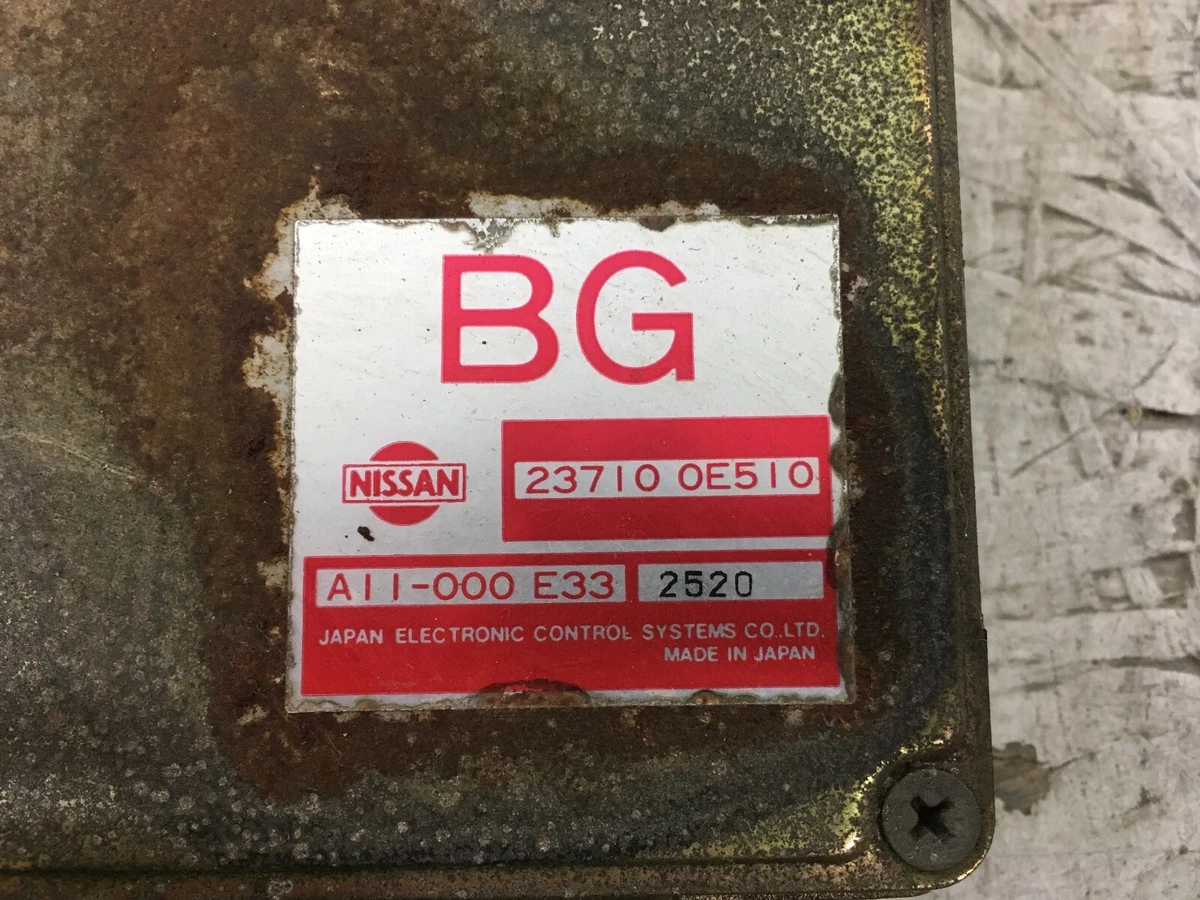 BG
NISSAN
23710 0E510
A11-000 E33 2520
JAPAN ELECTRONIC CONTROL SYSTEMS CO.,LTD.
MADE IN JAPAN